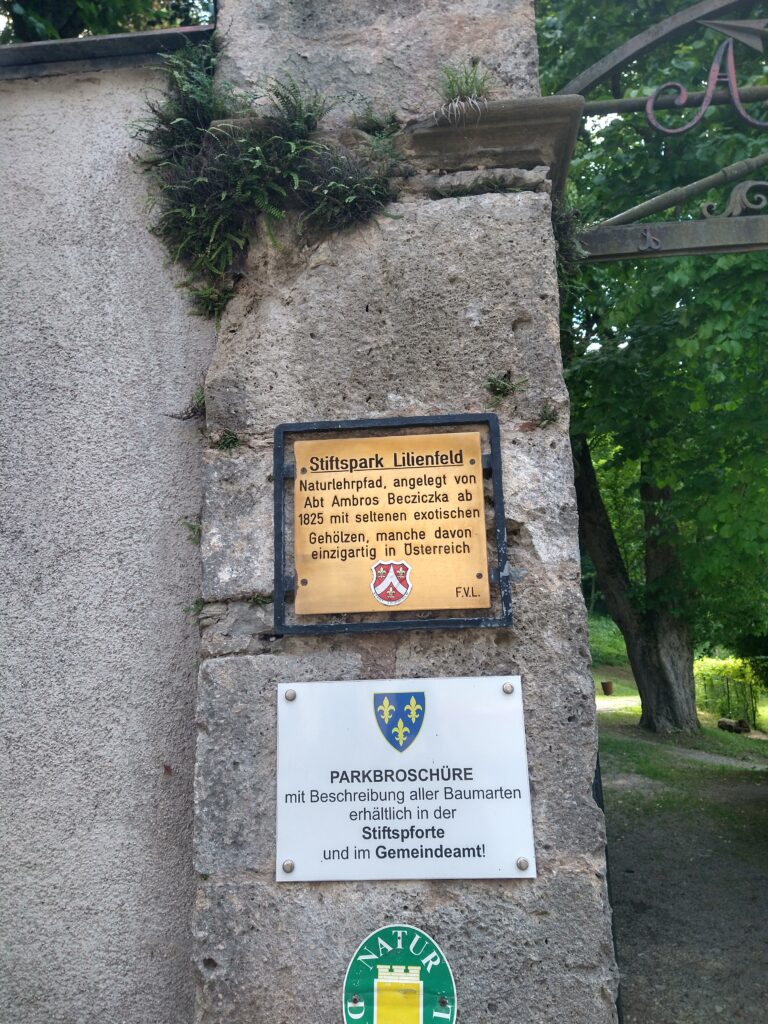 A
Stiftspark Lilienfeld
Naturlehrpfad, angelegt von
Abt Ambros Becziczka ab
1825 mit seltenen exotischen
Gehölzen, manche davon
einzigartig in Österreich
F.V.L.
PARKBROSCHÜRE
mit Beschreibung aller Baumarten
erhältlich in der
Stiftspforte
und im Gemeindeamt!
NATUR